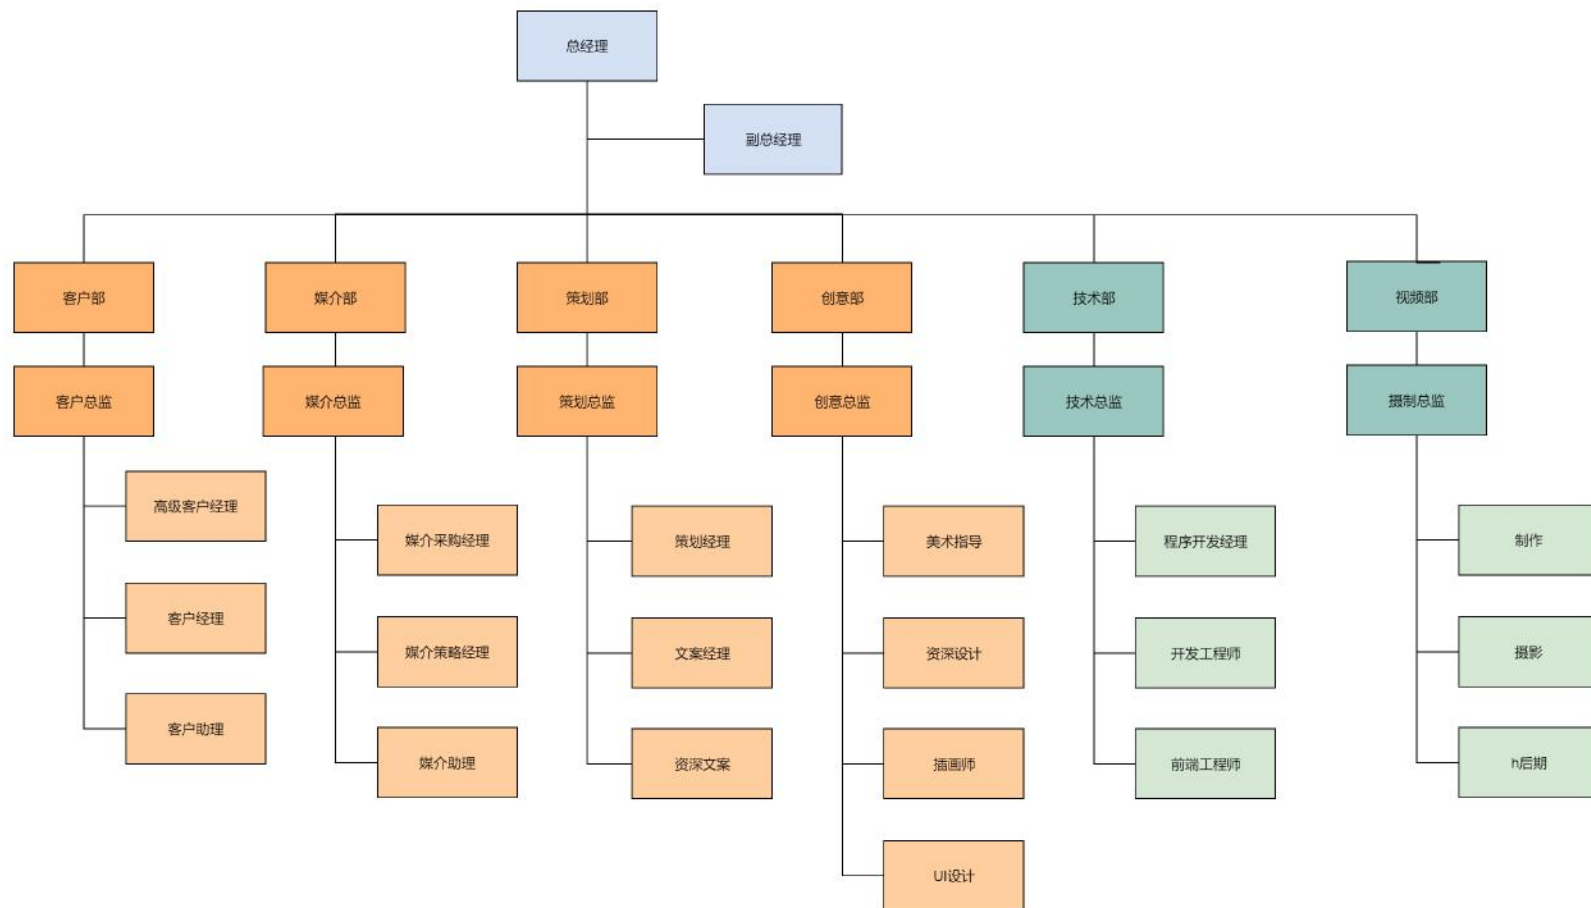 总经理
副总经理
客户部
媒介部
策划部
创意部
技术部
视频部
客户总监
媒介总监
策划总监
创意总监
技术总监
摄制总监
高级客户经理
客户经理
客户助理
媒介采购经理
媒介策略经理
媒介助理
策划经理
文案经理
资深文案
美术指导
资深设计
插画师
UI设计
程序开发经理
开发工程师
前端工程师
制作
摄影
h后期